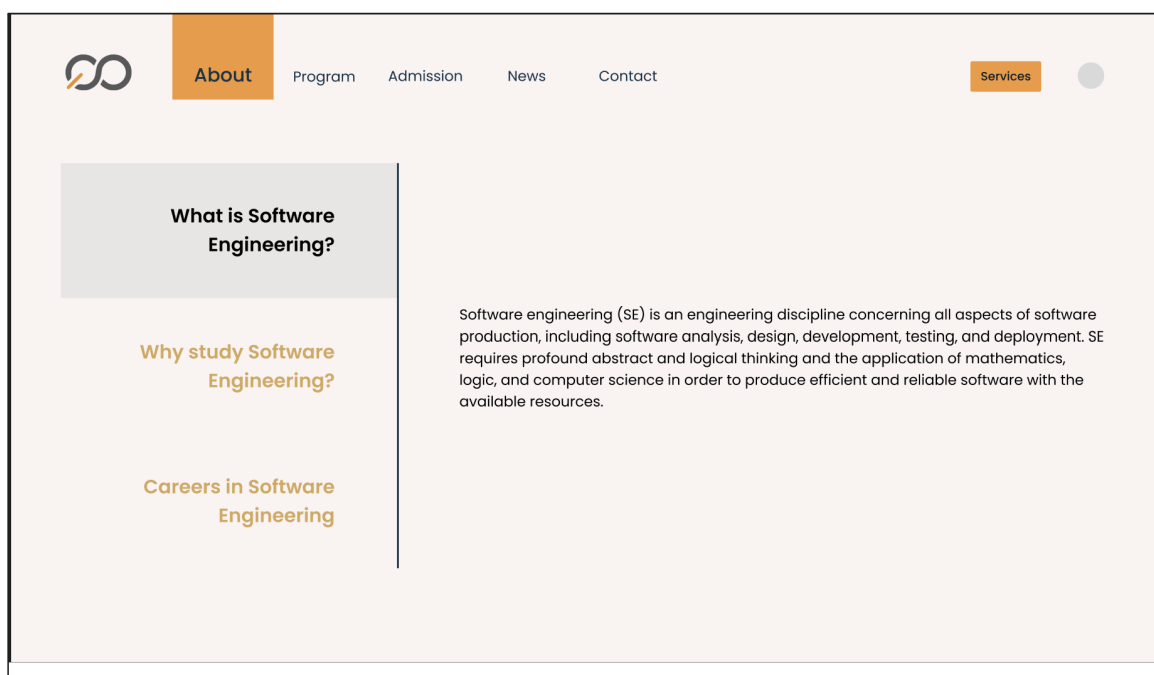 About
Program
Admission
News
Contact
Services
What is Software
Engineering?
Why study Software
Engineering?
Careers in Software
Engineering
Software engineering (SE) is an engineering discipline concerning all aspects of software
production, including software analysis, design, development, testing, and deployment. SE
requires profound abstract and logical thinking and the application of mathematics,
logic, and computer science in order to produce efficient and reliable software with the
available resources.